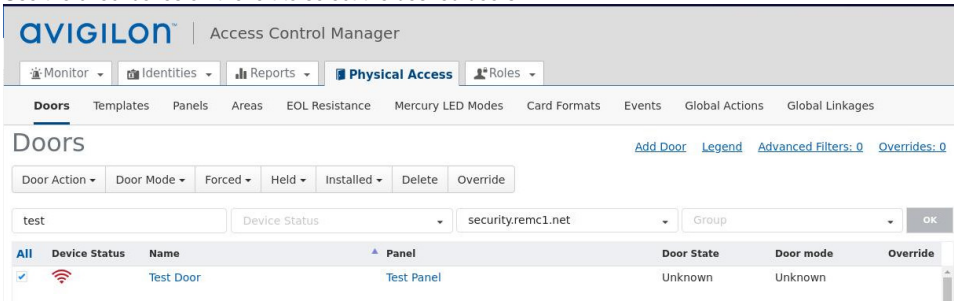 AVIGILON™ | Access Control Manager
Monitor Identities Reports Physical Access Roles
Doors Templates Panels Areas EOL Resistance Mercury LED Modes Card Formats Events Global Actions Global Linkages
Doors Add Door Legend Advanced Filters: 0 Overrides: 0
Door Action Door Mode Forced Held Installed Delete Override
test Device Status security.remc1.net Group OK
All Device Status Name Panel Door State Door mode Override
Test Door Test Panel Unknown Unknown